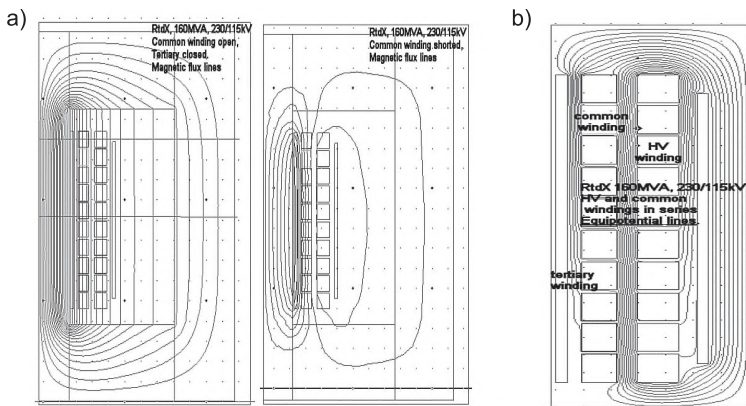 a)
RtdX, 160MVA, 230/115kV
Common winding open,
Tertiary closed,
Magnetic flux lines
RtdX, 160MVA, 230/115kV
Common winding shorted,
Magnetic flux lines
b)
common
winding
HV
winding
RtdX 160MVA, 230/115kV
HV and common
windings in series
Equipotential lines.
tertiary
winding